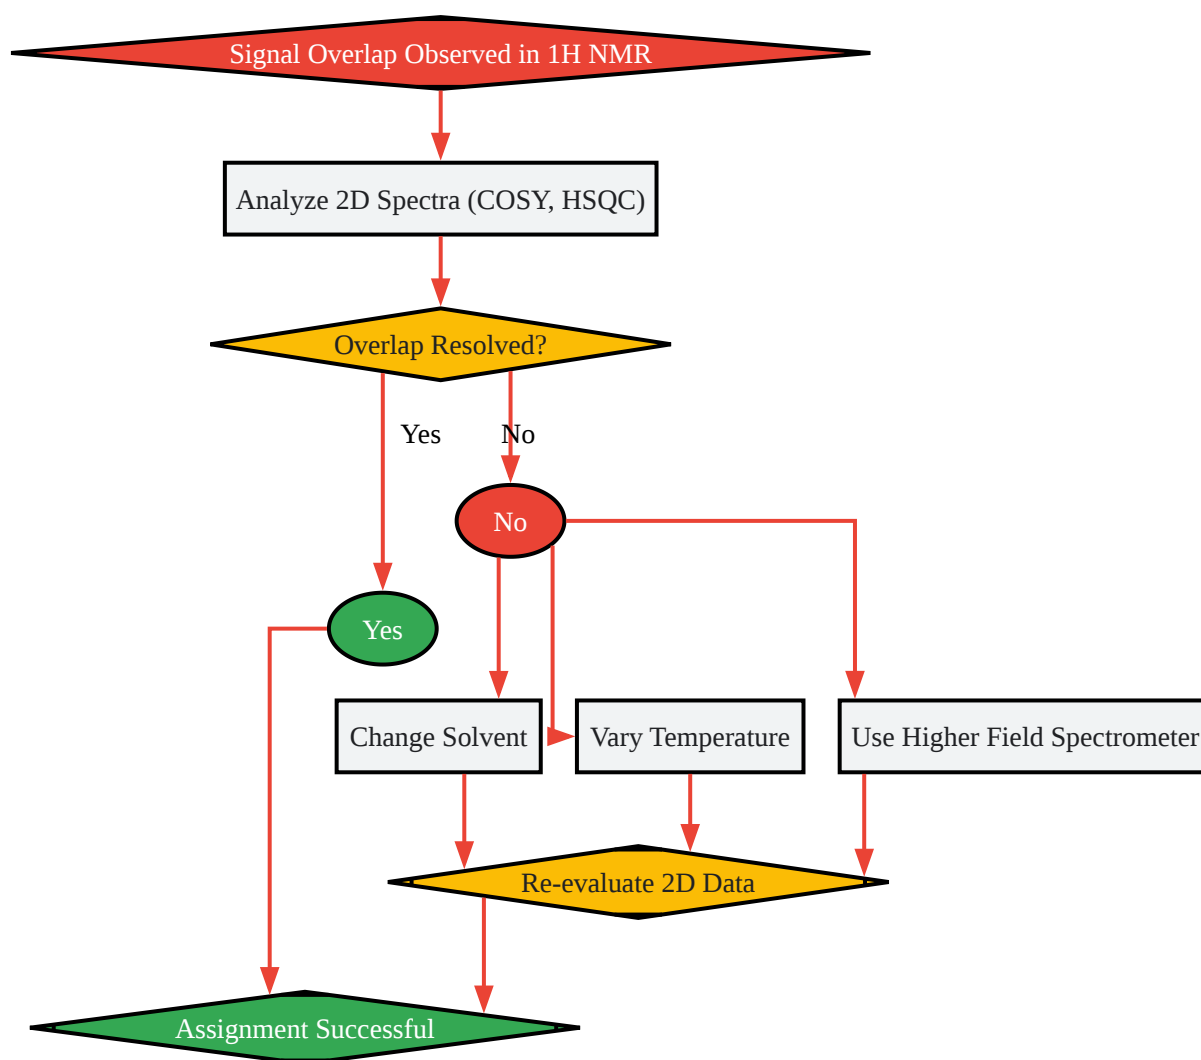 Signal Overlap Observed in 1H NMR
Analyze 2D Spectra (COSY, HSQC)
Overlap Resolved?
Yes
No
No
Yes
Change Solvent
Vary Temperature
Use Higher Field Spectrometer
Re-evaluate 2D Data
Assignment Successful